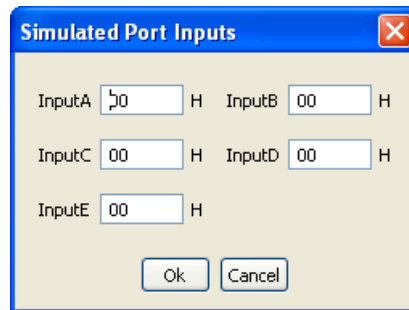 Simulated Port Inputs
InputA 00 H InputB 00 H
InputC 00 H InputD 00 H
InputE 00 H
Ok Cancel